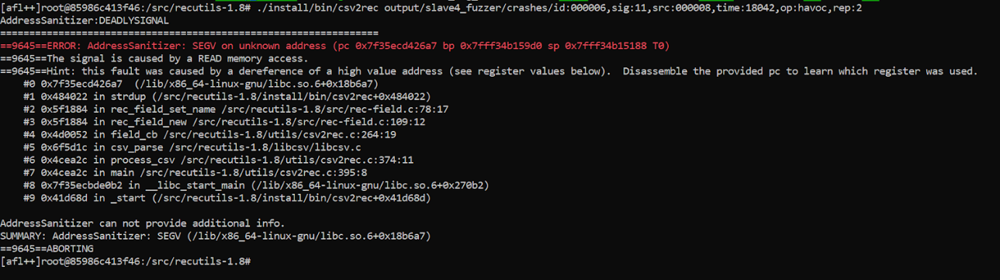 [afl++]root@85986c413f46:/src/recutils-1.8# ./install/bin/csv2rec output/slave4_fuzzer/crashes/id:000006,sig:11,src:000008,time:18042,op:havoc,rep:2
AddressSanitizer:DEADLYSIGNAL
=================================================================
==9645==ERROR: AddressSanitizer: SEGV on unknown address (pc 0x7f35ecd426a7 bp 0x7fff34b159d0 sp 0x7fff34b15188 T0)
==9645==The signal is caused by a READ memory access.
==9645==Hint: this fault was caused by a dereference of a high value address (see register values below).  Disassemble the provided pc to learn which register was used.
    #0 0x7f35ecd426a7  (/lib/x86_64-linux-gnu/libc.so.6+0x18b6a7)
    #1 0x484022 in strdup (/src/recutils-1.8/install/bin/csv2rec+0x484022)
    #2 0x5f1884 in rec_field_set_name /src/recutils-1.8/src/rec-field.c:78:17
    #3 0x5f1884 in rec_field_new /src/recutils-1.8/src/rec-field.c:109:12
    #4 0x4d0052 in field_cb /src/recutils-1.8/utils/csv2rec.c:264:19
    #5 0x6f5d1c in csv_parse /src/recutils-1.8/libcsv/libcsv.c
    #6 0x4cea2c in process_csv /src/recutils-1.8/utils/csv2rec.c:374:11
    #7 0x4cea2c in main /src/recutils-1.8/utils/csv2rec.c:395:8
    #8 0x7f35ecbde0b2 in __libc_start_main (/lib/x86_64-linux-gnu/libc.so.6+0x270b2)
    #9 0x41d68d in _start (/src/recutils-1.8/install/bin/csv2rec+0x41d68d)

AddressSanitizer can not provide additional info.
SUMMARY: AddressSanitizer: SEGV (/lib/x86_64-linux-gnu/libc.so.6+0x18b6a7)
==9645==ABORTING
[afl++]root@85986c413f46:/src/recutils-1.8#